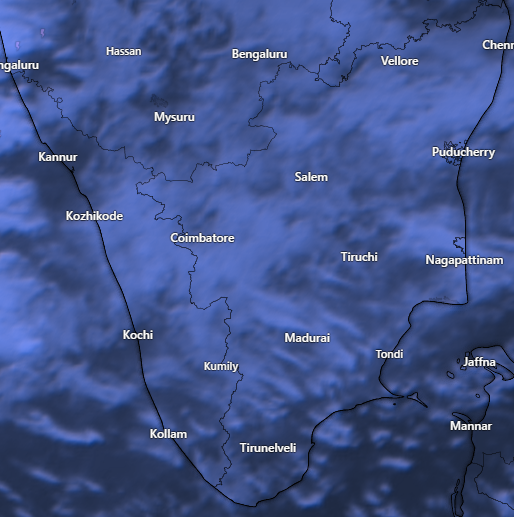 Hassan
Bengaluru
Chenn
ngaluru
Vellore
Mysuru
Kannur
Puducherry
Salem
Kozhikode
Coimbatore
Tiruchi
Nagapattinam
Kochi
Madurai
Tondi
Kumily
Jaffna
Kollam
Mannar
Tirunelveli